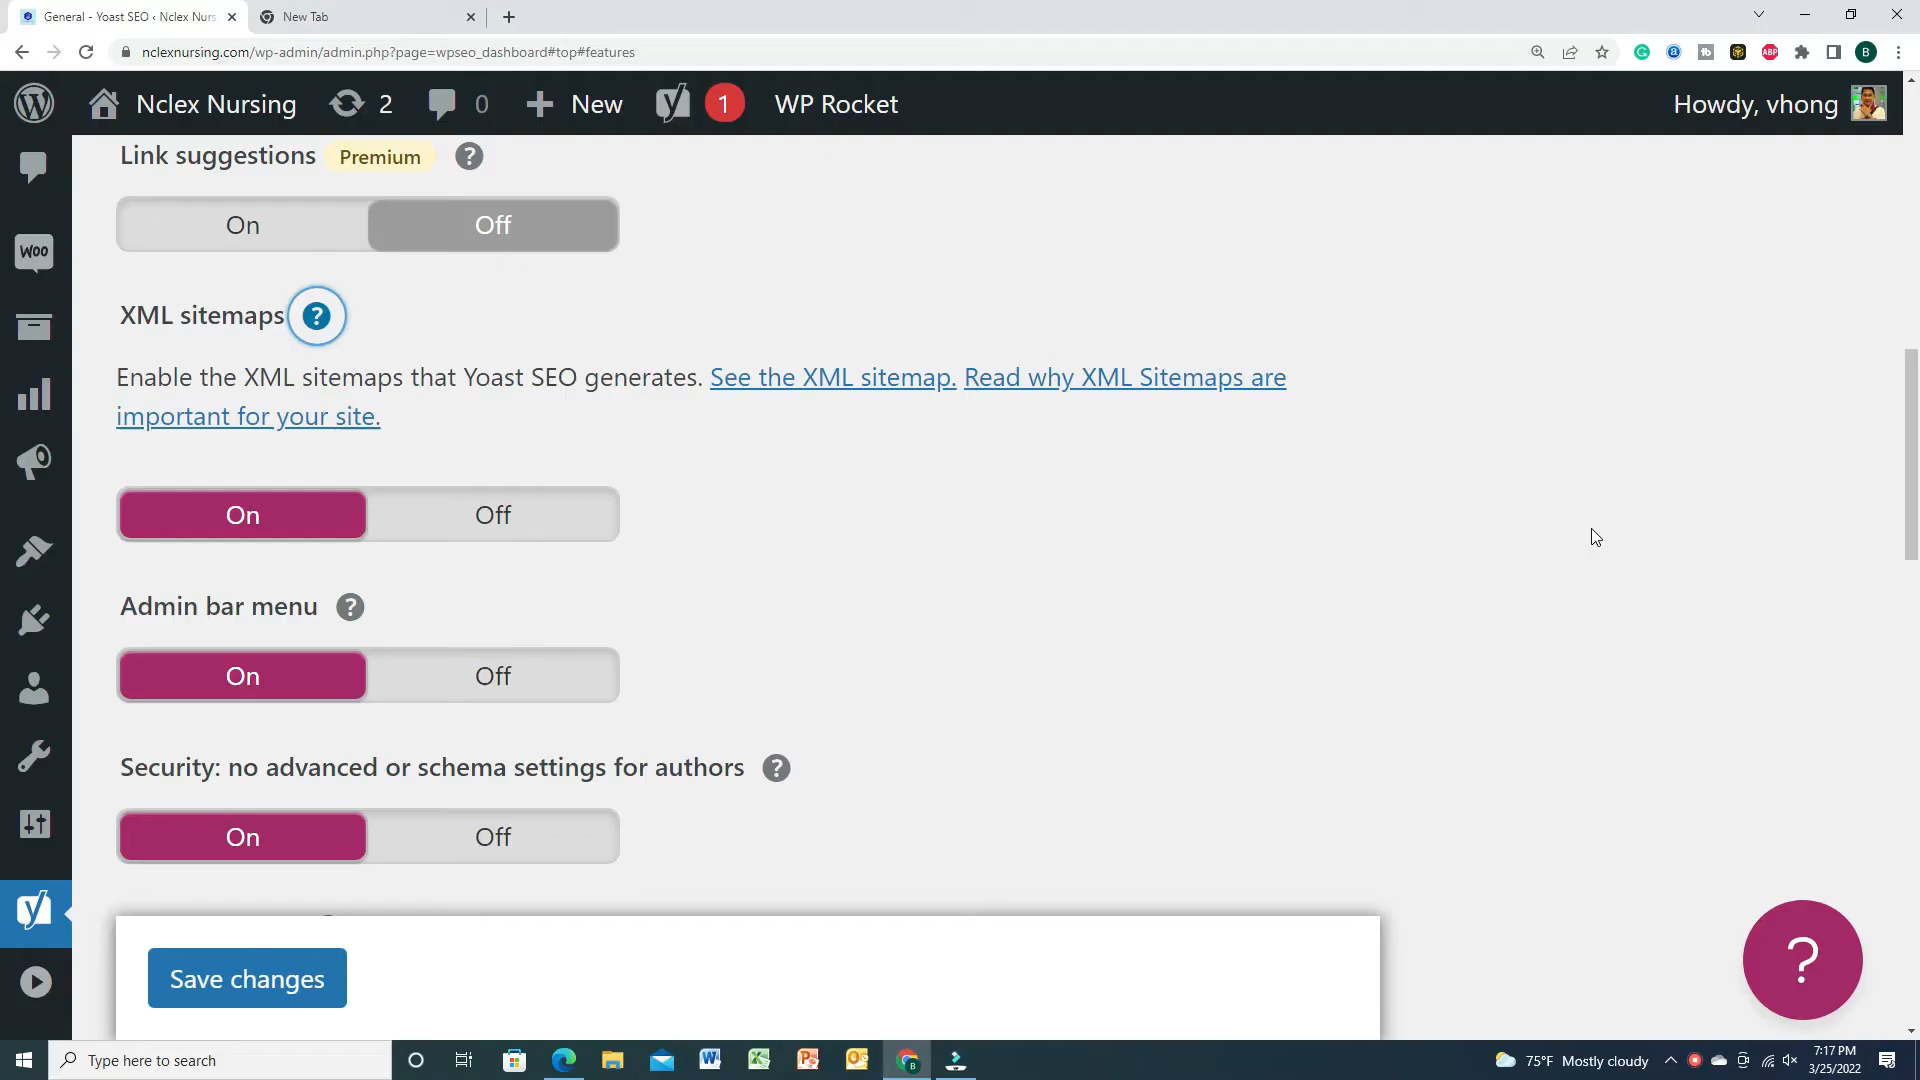 General - Yoast SEO ‹ Nclex Nurs
New Tab
nclexnursing.com/wp-admin/admin.php?page=wpseo_dashboard#top#features
B
Nclex Nursing 2 0 New 1 WP Rocket Howdy, vhong
Link suggestions Premium ?
On Off
XML sitemaps ?
Enable the XML sitemaps that Yoast SEO generates. See the XML sitemap. Read why XML Sitemaps are
important for your site.
On Off
Admin bar menu ?
On Off
Security: no advanced or schema settings for authors ?
On Off
Save changes
?
Woo
Type here to search
75°F Mostly cloudy
7:17 PM
3/25/2022